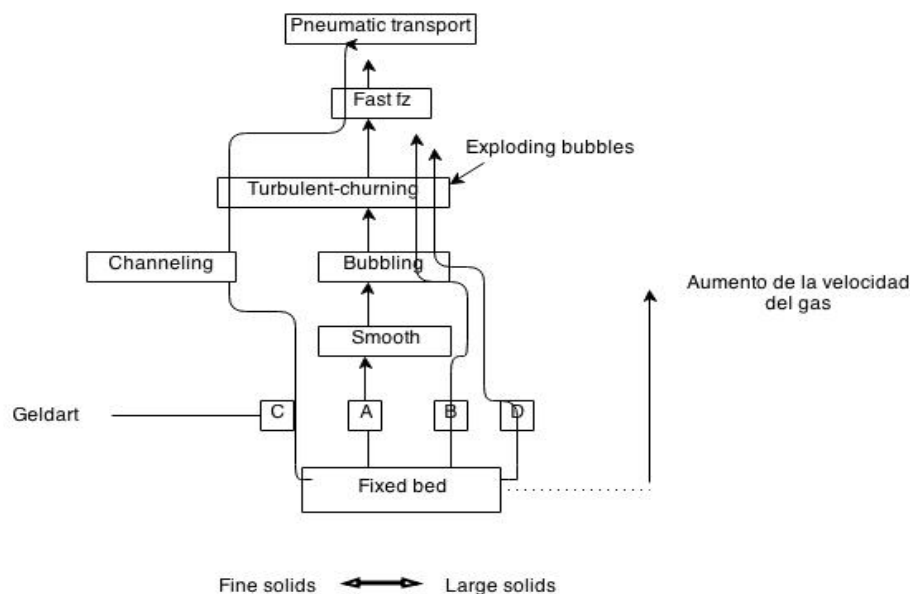 Pneumatic transport
Fast fz
Exploding bubbles
Turbulent-churning
Channeling
Bubbling
Aumento de la velocidad
del gas
Smooth
Geldart
C
A
B
D
Fixed bed
Fine solids
Large solids